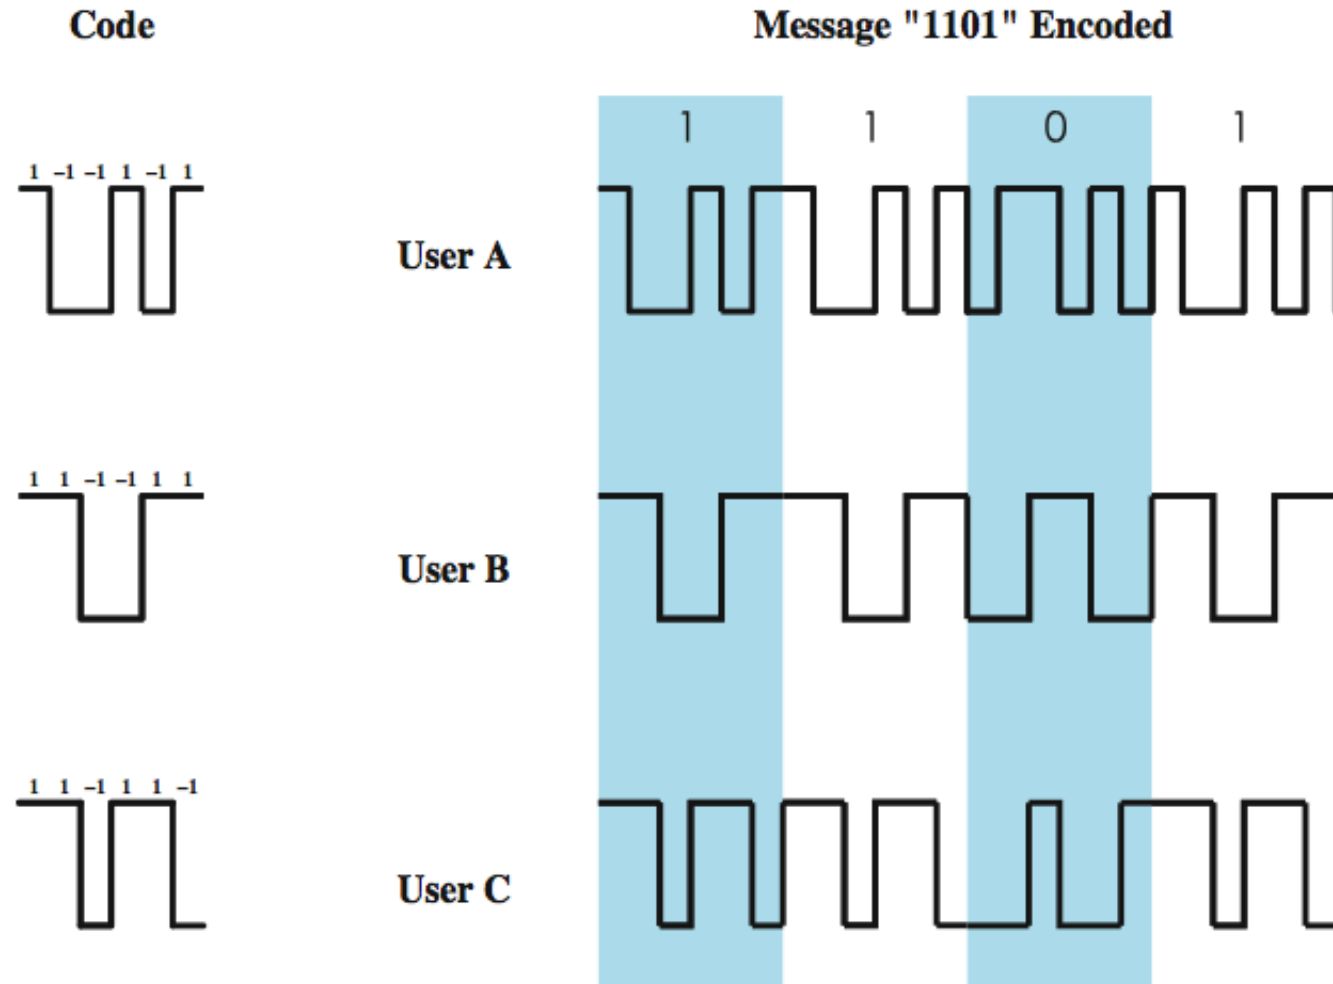 Code Message "1101" Encoded
1 1 0 1
1 –1 –1 1 –1 1
User A
1 1 –1 –1 1 1
User B
1 1 –1 1 1 –1
User C